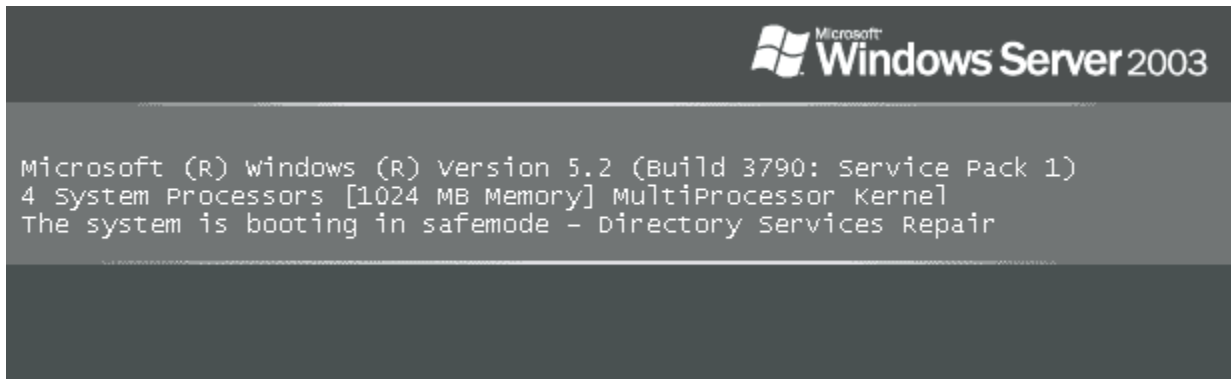 Microsoft
Windows Server 2003
Microsoft (R) Windows (R) Version 5.2 (Build 3790: Service Pack 1)
4 System Processors [1024 MB Memory] MultiProcessor Kernel
The system is booting in safemode – Directory Services Repair